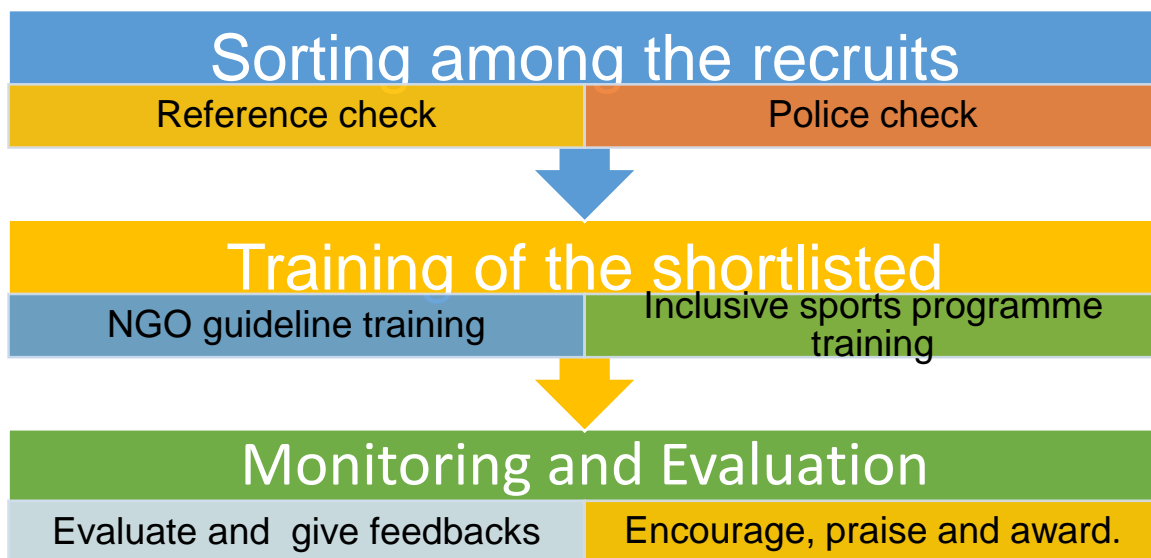 Sorting among the recruits
Reference check
Police check
Training of the shortlisted
NGO guideline training
Inclusive sports programme
training
Monitoring and Evaluation
Evaluate and  give feedbacks
Encourage, praise and award.